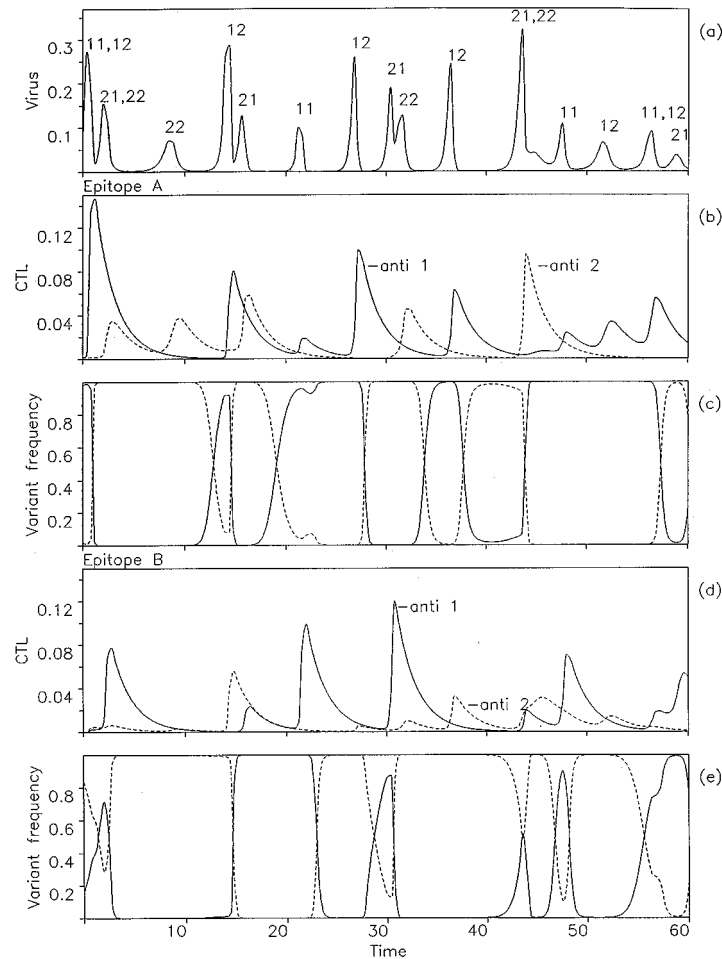 (a)
Virus
0.3
0.2
0.1
11,12
21,22
22
12
21
11
12
21
22
12
21,22
11
12
11,12
21
Epitope A
(b)
CTL
0.12
0.08
0.04
anti 1
anti 2
(c)
Variant frequency
0.8
0.6
0.4
0.2
Epitope B
(d)
CTL
0.12
0.08
0.04
anti 1
anti 2
(e)
Variant frequency
0.8
0.6
0.4
0.2
10
20
30
40
50
60
Time